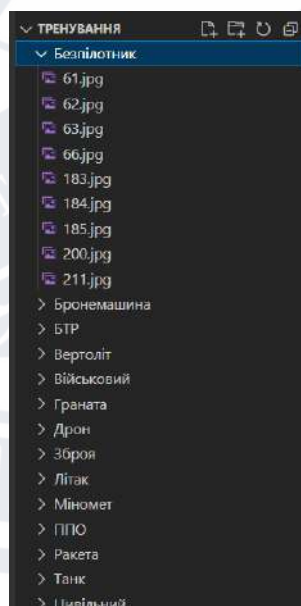 ТРЕНУВАННЯ
Безпілотник
61.jpg
62.jpg
63.jpg
66.jpg
183.jpg
184.jpg
185.jpg
200.jpg
211.jpg
Бронемашина
БТР
Вертоліт
Військовий
Граната
Дрон
Зброя
Літак
Міномет
ППО
Ракета
Танк
Цивільний